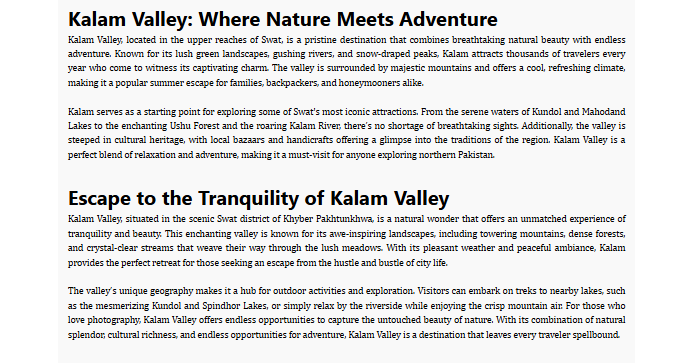 Kalam Valley: Where Nature Meets Adventure
Kalam Valley, located in the upper reaches of Swat, is a pristine destination that combines breathtaking natural beauty with endless
adventure. Known for its lush green landscapes, gushing rivers, and snow-draped peaks, Kalam attracts thousands of travelers every
year who come to witness its captivating charm. The valley is surrounded by majestic mountains and offers a cool, refreshing climate,
making it a popular summer escape for families, backpackers, and honeymooners alike.
Kalam serves as a starting point for exploring some of Swat's most iconic attractions. From the serene waters of Kundol and Mahodand
Lakes to the enchanting Ushu Forest and the roaring Kalam River, there's no shortage of breathtaking sights. Additionally, the valley is
steeped in cultural heritage, with local bazaars and handicrafts offering a glimpse into the traditions of the region. Kalam Valley is a
perfect blend of relaxation and adventure, making it a must-visit for anyone exploring northern Pakistan.
Escape to the Tranquility of Kalam Valley
Kalam Valley, situated in the scenic Swat district of Khyber Pakhtunkhwa, is a natural wonder that offers an unmatched experience of
tranquility and beauty. This enchanting valley is known for its awe-inspiring landscapes, including towering mountains, dense forests,
and crystal-clear streams that weave their way through the lush meadows. With its pleasant weather and peaceful ambiance, Kalam
provides the perfect retreat for those seeking an escape from the hustle and bustle of city life.
The valley's unique geography makes it a hub for outdoor activities and exploration. Visitors can embark on treks to nearby lakes, such
as the mesmerizing Kundol and Spindhor Lakes, or simply relax by the riverside while enjoying the crisp mountain air. For those who
love photography, Kalam Valley offers endless opportunities to capture the untouched beauty of nature. With its combination of natural
splendor, cultural richness, and endless opportunities for adventure, Kalam Valley is a destination that leaves every traveler spellbound.